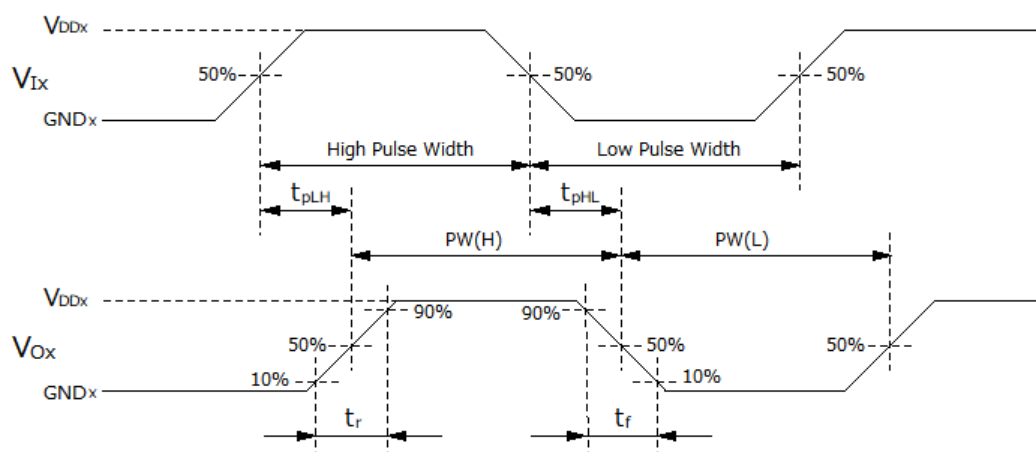 VDDx
VIx
50%
50%
50%
GNDx
High Pulse Width
Low Pulse Width
tpLH
tpHL
PW(H)
PW(L)
VDDx
90%
90%
VOx
50%
50%
50%
10%
10%
GNDx
tr
tf